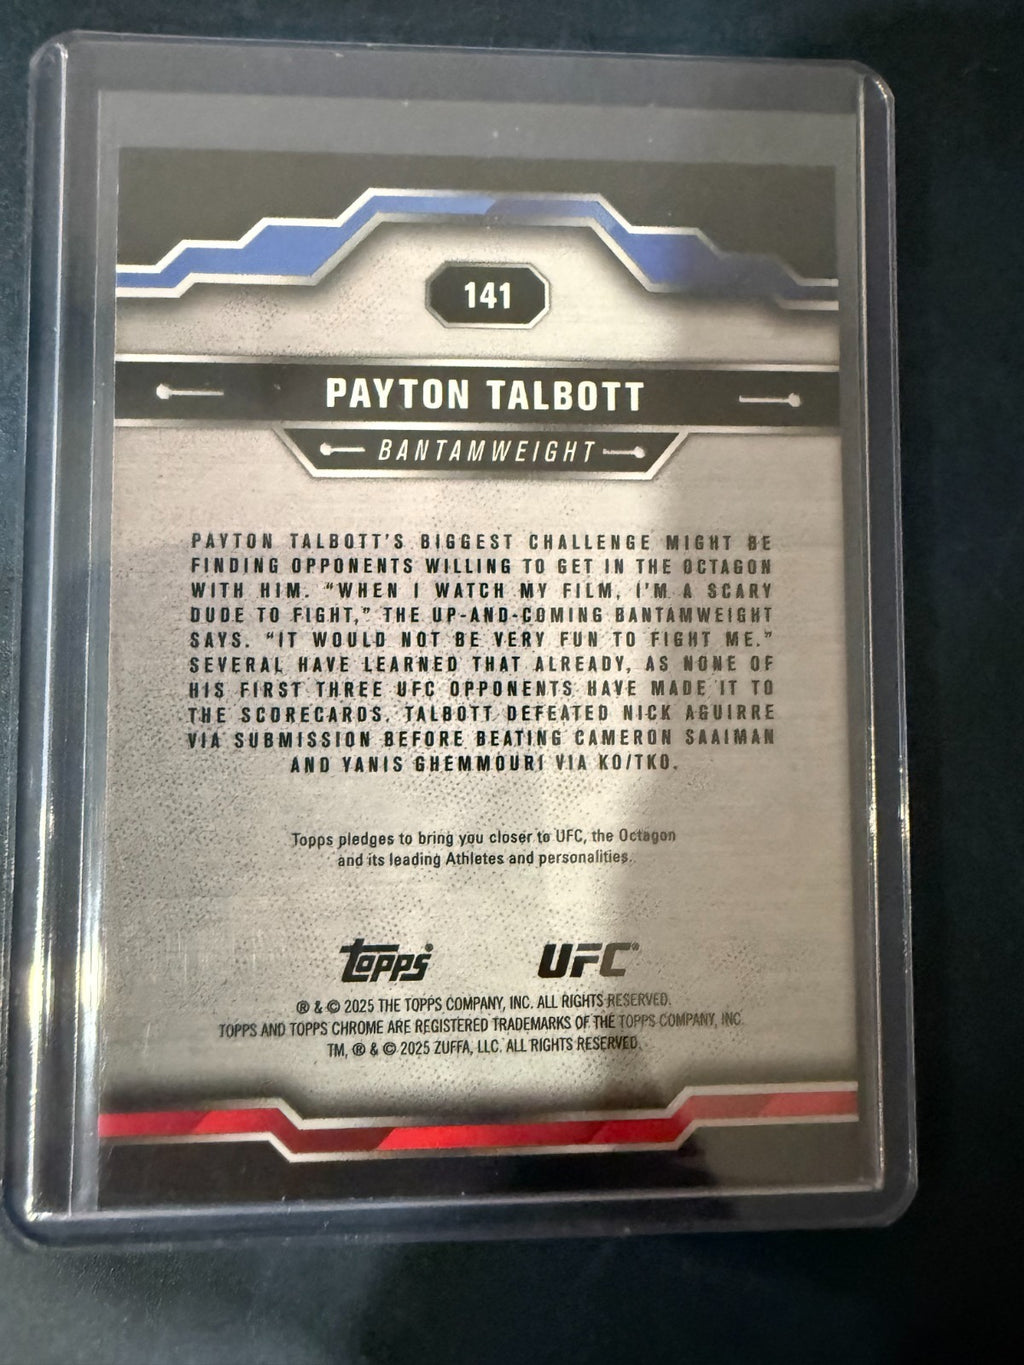 141
PAYTON TALBOTT
BANTAMWEIGHT
PAYTON TALBOTT'S BIGGEST CHALLENGE MIGHT BE
FINDING OPPONENTS WILLING TO GET IN THE OCTAGON
WITH HIM. "WHEN I WATCH MY FILM, I'M A SCARY
DUDE TO FIGHT," THE UP-AND-COMING BANTAMWEIGHT
SAYS. "IT WOULD NOT BE VERY FUN TO FIGHT ME."
SEVERAL HAVE LEARNED THAT ALREADY, AS NONE OF
HIS FIRST THREE UFC OPPONENTS HAVE MADE IT TO
THE SCORECARDS. TALBOTT DEFEATED NICK AGUIRRE
VIA SUBMISSION BEFORE BEATING CAMERON SAAIMAN
AND YANIS GHEMMOURI VIA KO/TKO.
Topps pledges to bring you closer to UFC, the Octagon
and its leading Athletes and personalities.
topps® UFC®
® & © 2025 THE TOPPS COMPANY, INC. ALL RIGHTS RESERVED.
TOPPS AND TOPPS CHROME ARE REGISTERED TRADEMARKS OF THE TOPPS COMPANY, INC.
TM, ® & © 2025 ZUFFA, LLC. ALL RIGHTS RESERVED.